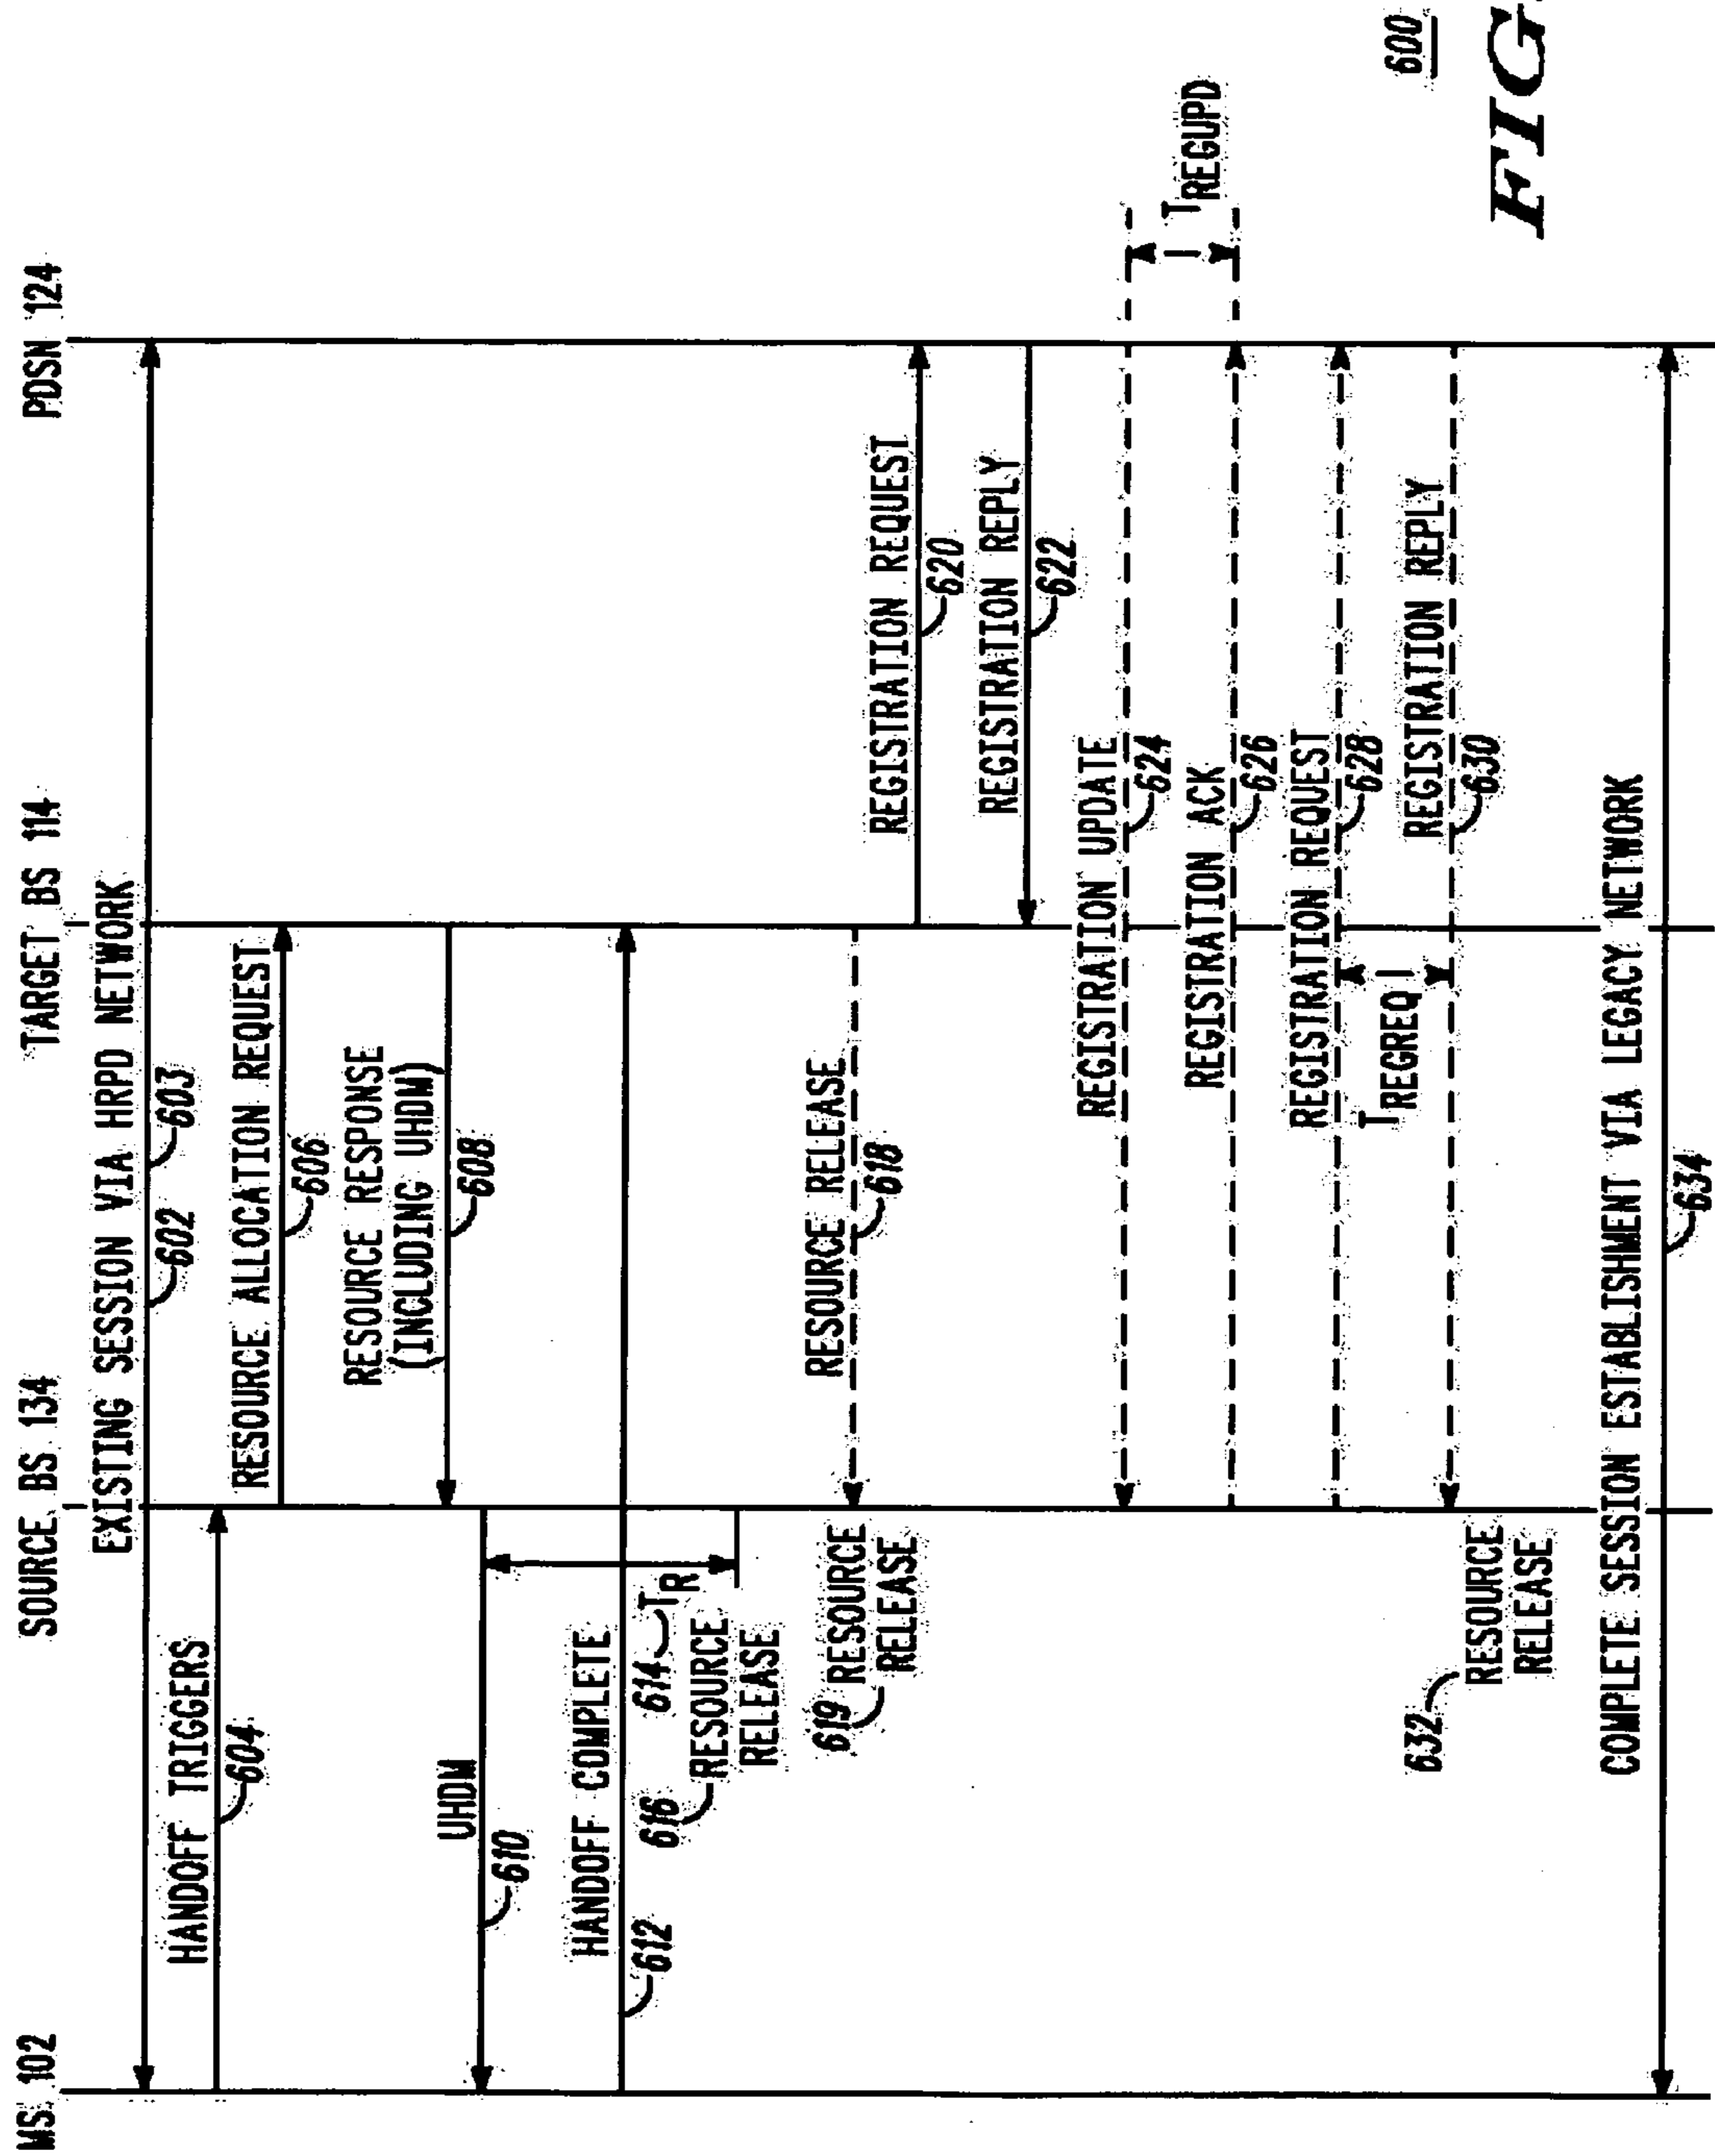 MS 102
SOURCE BS 134
TARGET BS 114
PDSN 124
EXISTING SESSION VIA HRPD NETWORK
602
603
HANDOFF TRIGGERS
604
RESOURCE ALLOCATION REQUEST
606
RESOURCE RESPONSE
(INCLUDING UHDM)
608
UHDM
610
HANDOFF COMPLETE
612
614
TR
616
RESOURCE
RELEASE
RESOURCE RELEASE
618
619
RESOURCE
RELEASE
REGISTRATION REQUEST
620
REGISTRATION REPLY
622
REGISTRATION UPDATE
624
TREGUPD
REGISTRATION ACK
626
REGISTRATION REQUEST
628
TREGREQ
REGISTRATION REPLY
630
632
RESOURCE
RELEASE
COMPLETE SESSION ESTABLISHMENT VIA LEGACY NETWORK
634
600
FIG.